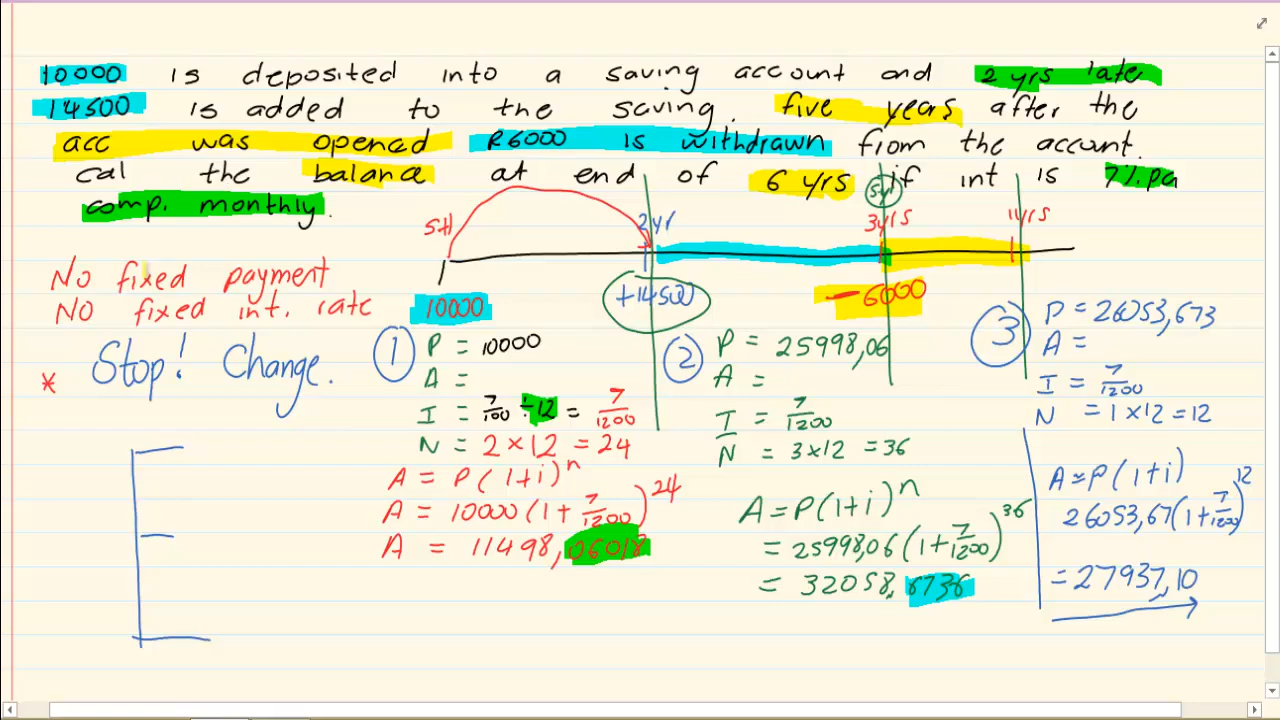 10000 is deposited into a saving account and 2 yrs late
14500 is added to the saving. five years after the
acc was opened R6000 is withdrawn from the account.
cal the balance at end of 6 yrs if int is 7% pa
comp. monthly.
5yr
2yr
3yrs
1yrs
No fixed payment
No fixed int. rate
* Stop! Change.
10000
+14500
- 6000
1
P = 10000
A =
I = 7/100 ÷ 12 = 7/1200
N = 2 × 12 = 24
A = P(1+i)^n
A = 10000(1 + 7/1200)^24
A = 11498,06018
2
P = 25998,06
A =
I = 7/1200
N = 3×12 = 36
A = P(1+i)^n
= 25998,06(1 + 7/1200)^36
= 32058,6736
3
P = 26053,673
A =
I = 7/1200
N = 1 × 12 = 12
A = P(1+i)^12
26053,67(1+7/1200)
= 27937,10